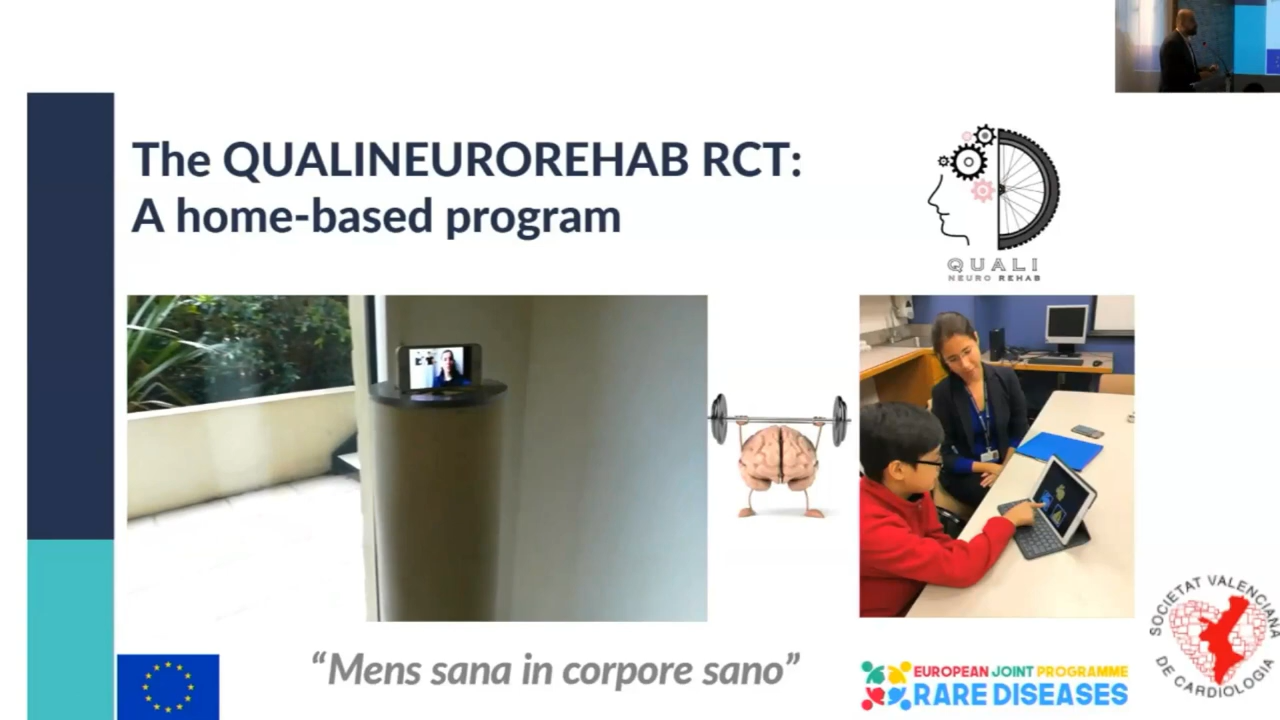 The QUALINEUROREHAB RCT:
A home-based program
QUALI
NEURO REHAB
“Mens sana in corpore sano”
EUROPEAN JOINT PROGRAMME
RARE DISEASES
SOCIETAT VALENCIANA
DE CARDIOLOGIA